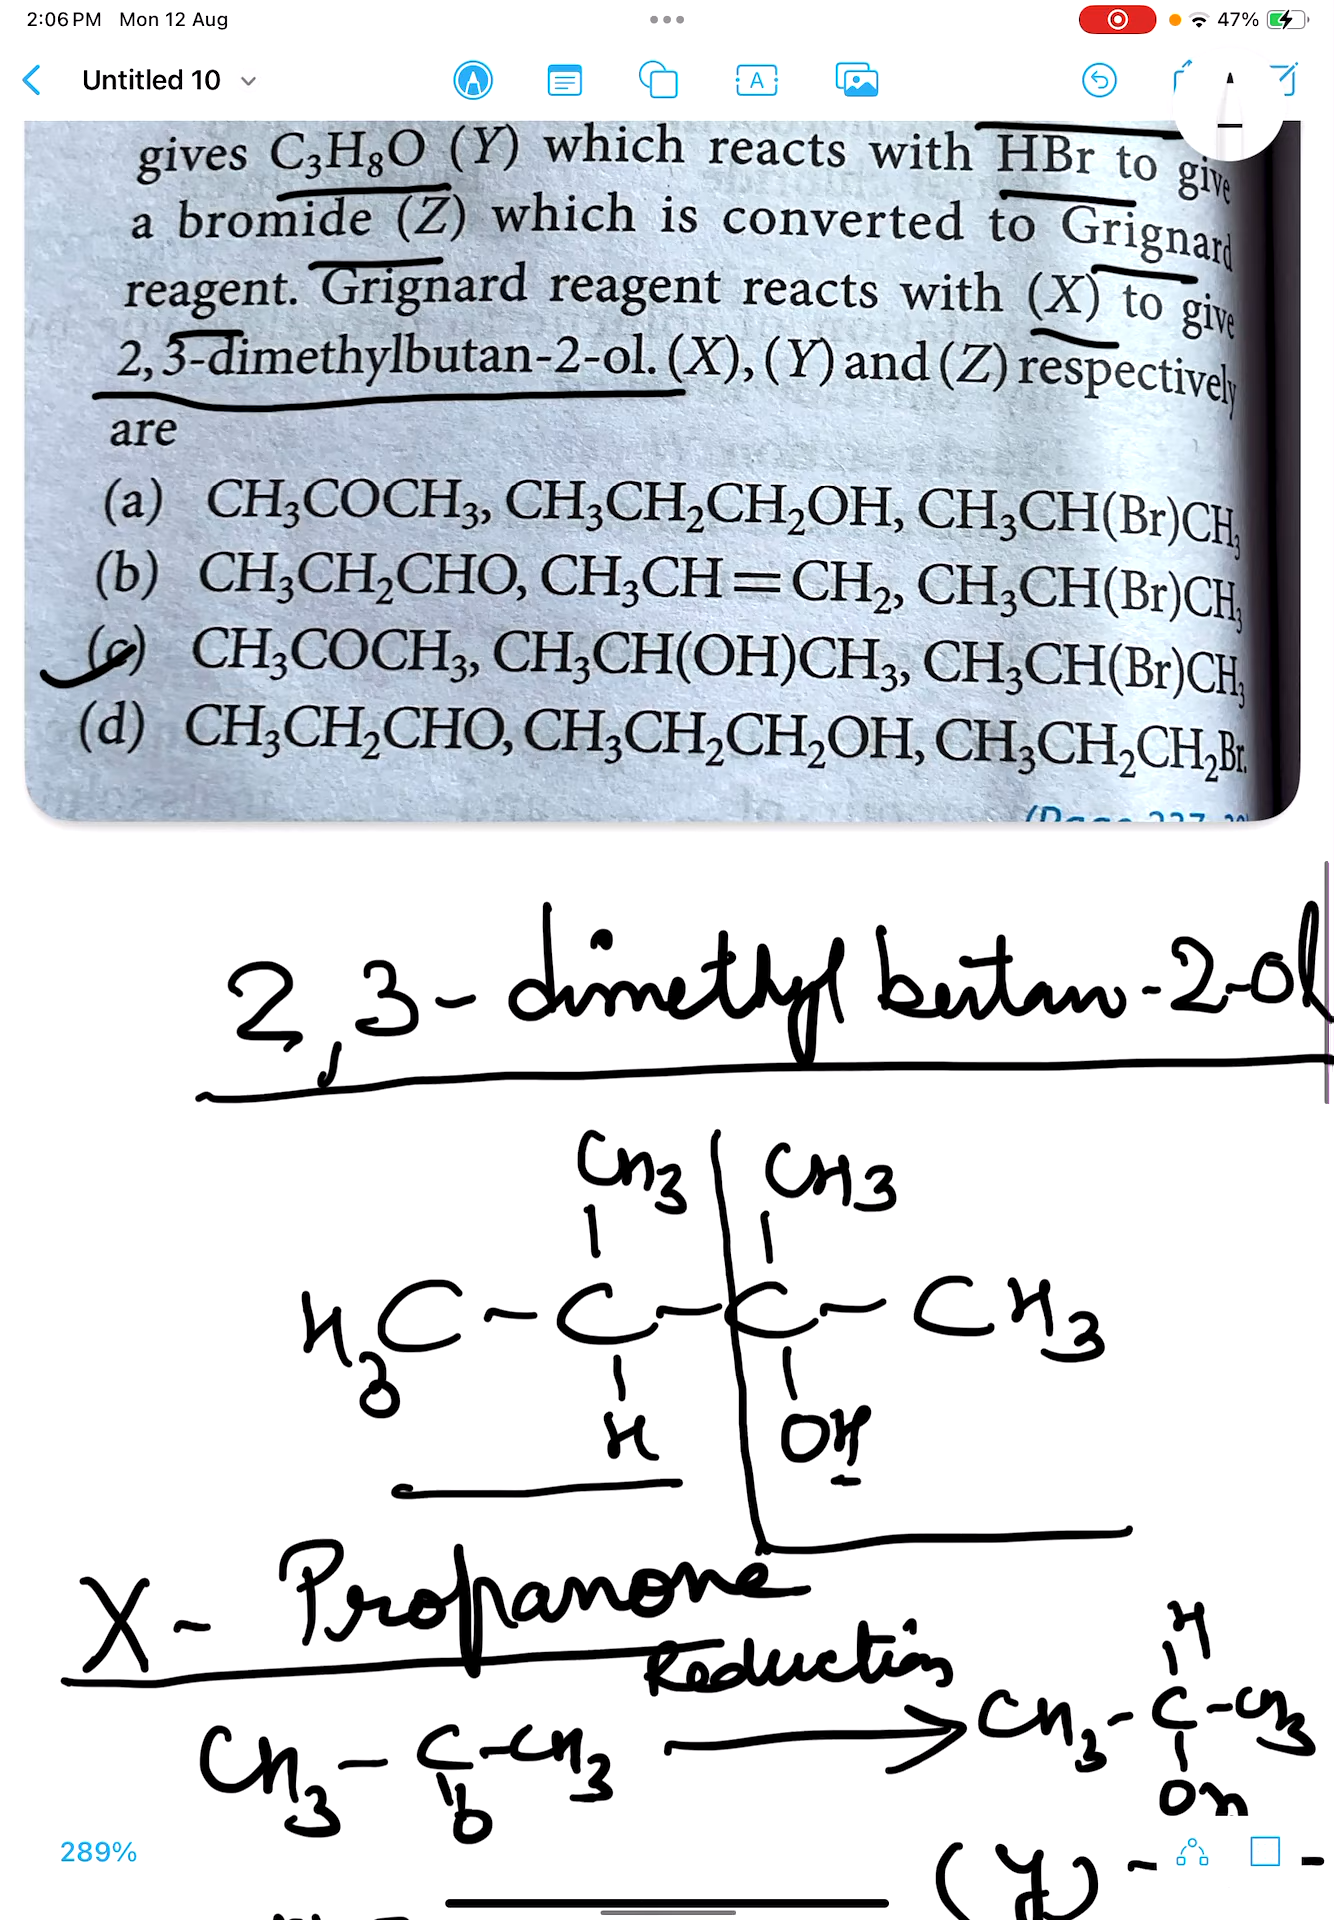 2:06 PM Mon 12 Aug 47%
Untitled 10
A
gives C₃H₈O (Y) which reacts with HBr to give
a bromide (Z) which is converted to Grignard
reagent. Grignard reagent reacts with (X) to give
2,3-dimethylbutan-2-ol. (X), (Y) and (Z) respectively
are
(a) CH₃COCH₃, CH₃CH₂CH₂OH, CH₃CH(Br)CH₃
(b) CH₃CH₂CHO, CH₃CH=CH₂, CH₃CH(Br)CH₃
(c) CH₃COCH₃, CH₃CH(OH)CH₃, CH₃CH(Br)CH₃
(d) CH₃CH₂CHO, CH₃CH₂CH₂OH, CH₃CH₂CH₂Br.
2,3-dimethyl butan-2-ol
CH₃ CH₃
H₃C-C-C-CH₃
H OH
X- Propanone
Reduction H
CH₃-C-CH₃ → CH₃-C-CH₃
O OH
289%
(Y) -